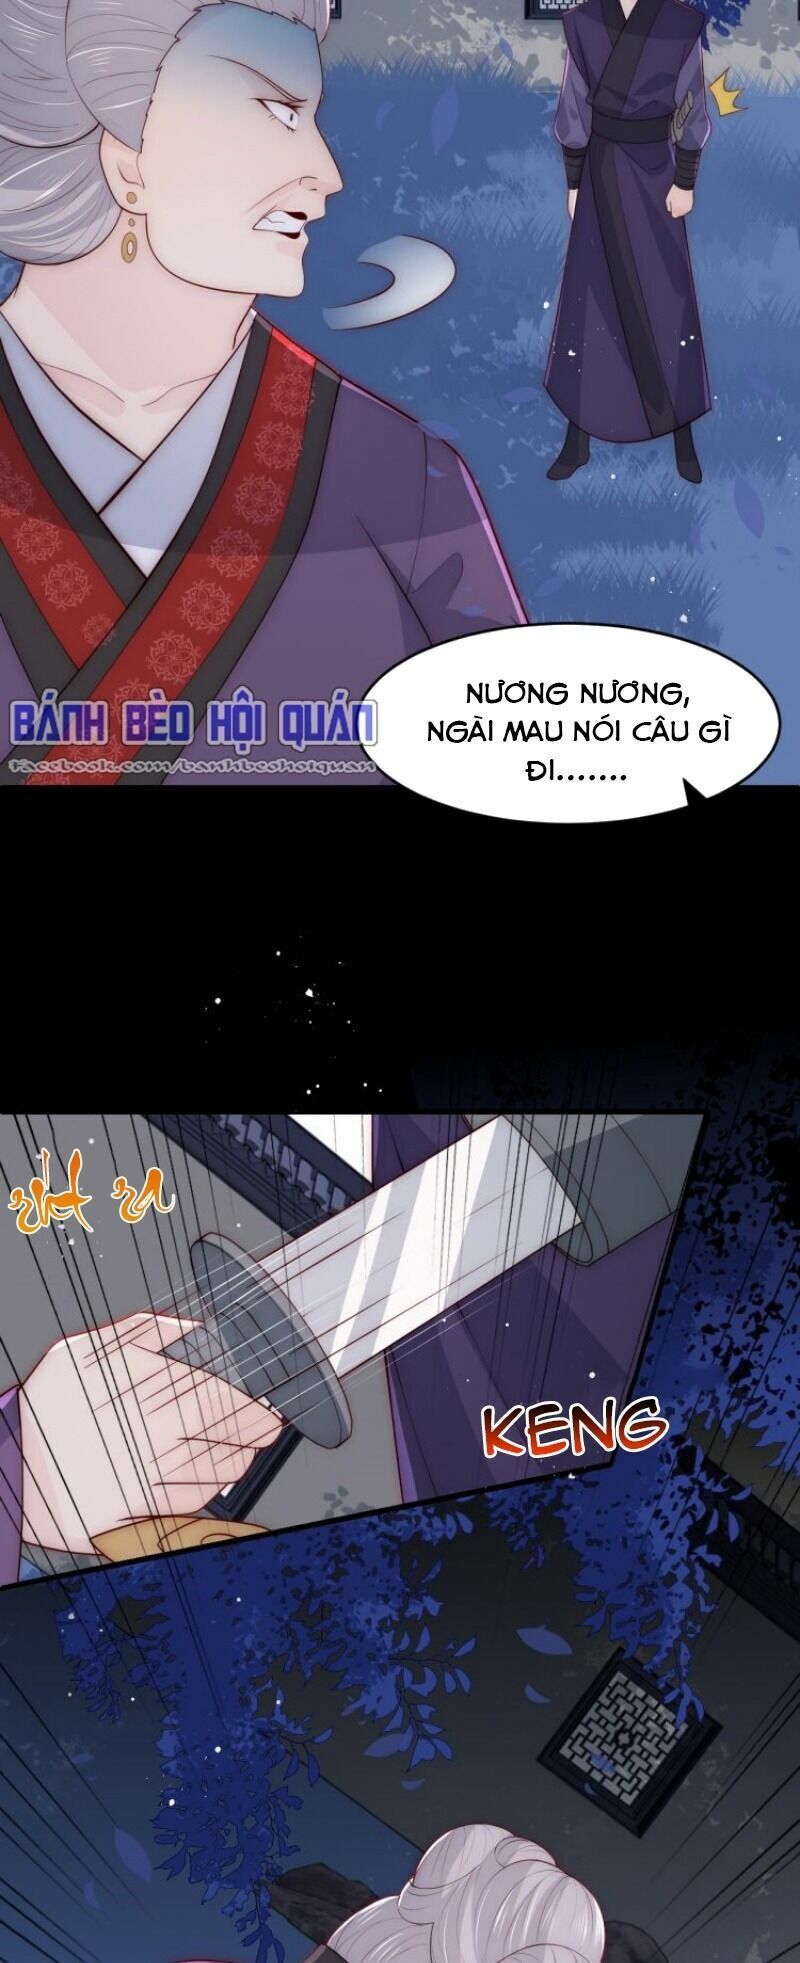 NƯƠNG NƯƠNG,
NGÀI MAU NÓI CÂU GÌ
ĐI.......
BÁNH BÈO HỘI QUÁN
Facebook.com/banhbeohoiquan
KENG